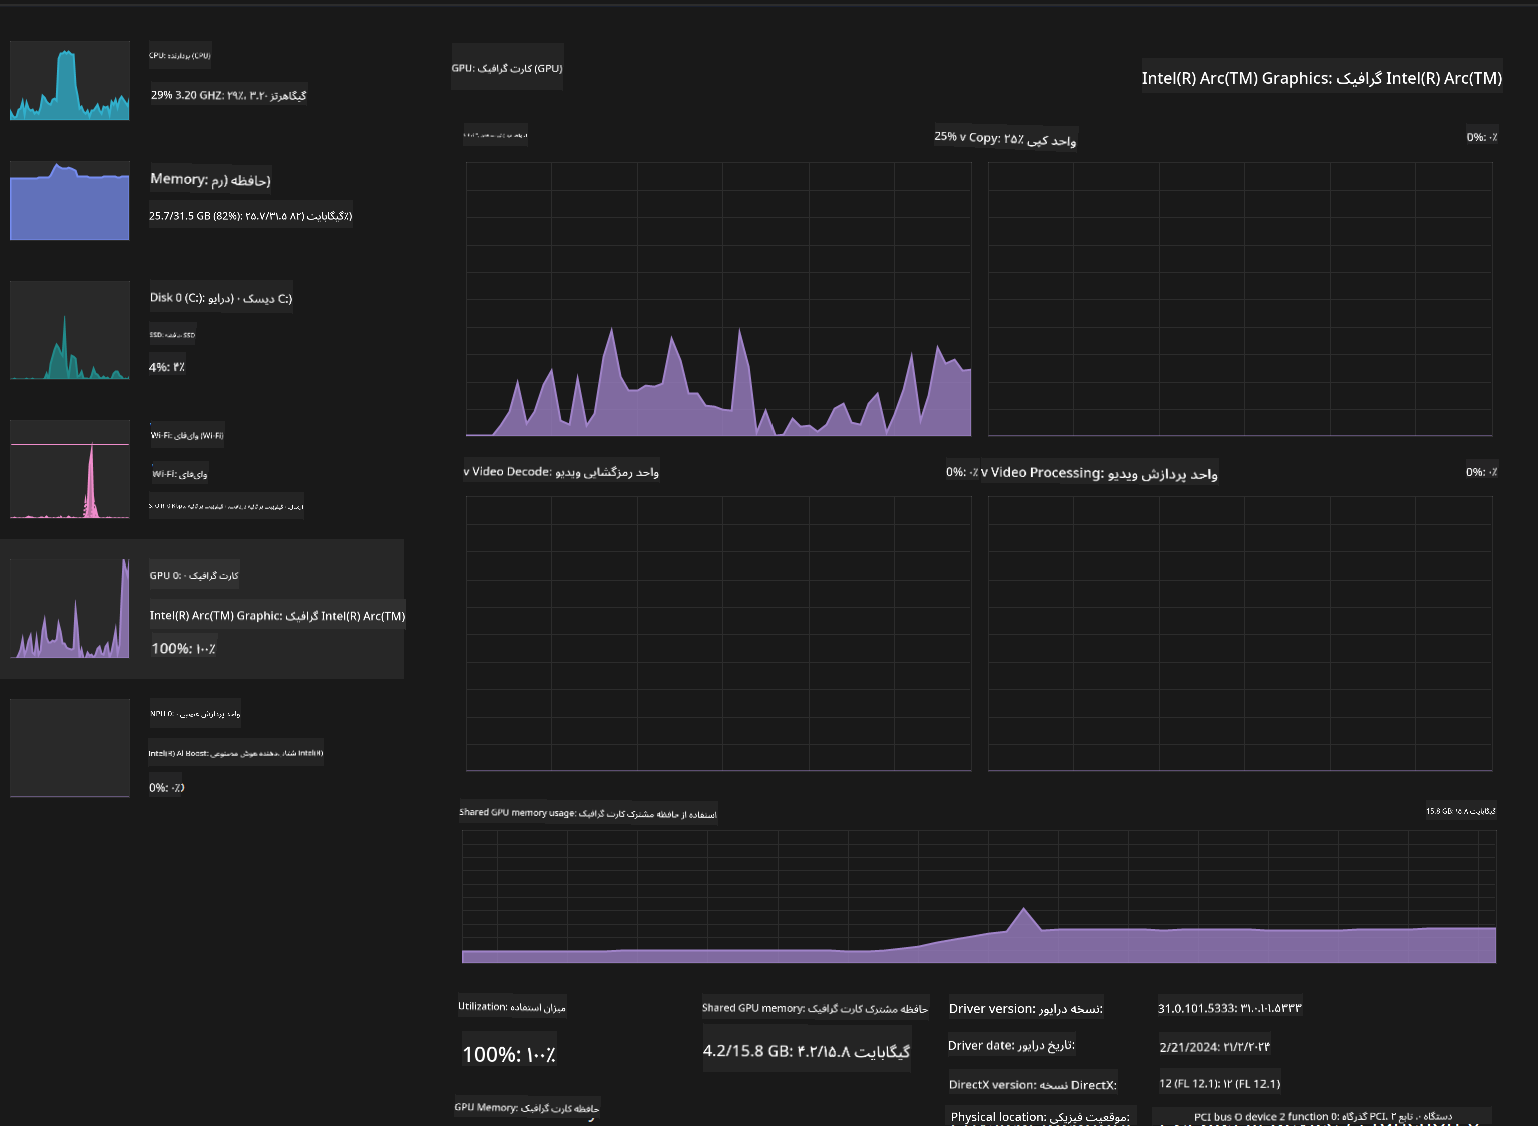 CPU: پردازنده (CPU)
29% 3.20 GHZ: ۲۹٪، ۳.۲۰ گیگاهرتز
Memory: حافظه (رم)
25.7/31.5 GB (82%): ۲۵.۷/۳۱.۵ گیگابایت (۸۲٪)
Disk 0 (C:): دیسک ۰ (درایو C:)
SSD
4%: ۴٪
Wi-Fi: وای‌فای (Wi-Fi)
Wi-Fi: وای‌فای
GPU 0: کارت گرافیک ۰
Intel(R) Arc(TM) Graphic: گرافیک Intel(R) Arc(TM)
100%: ۱۰۰٪
NPU 0: واحد پردازش عصبی ۰
Intel(R) AI Boost: شتاب‌دهنده هوش مصنوعی Intel(R)
0%: ۰٪
GPU: کارت گرافیک (GPU)
Intel(R) Arc(TM) Graphics: گرافیک Intel(R) Arc(TM)
25% v Copy: واحد کپی ۲۵٪
0%: ۰٪
v Video Decode: واحد رمزگشایی ویدیو
0%: ۰٪
v Video Processing: واحد پردازش ویدیو
0%: ۰٪
Shared GPU memory usage: استفاده از حافظه مشترک کارت گرافیک
15.8 GB: ۱۵.۸ گیگابایت
Utilization: میزان استفاده
100%: ۱۰۰٪
Shared GPU memory: حافظه مشترک کارت گرافیک
4.2/15.8 GB: ۴.۲/۱۵.۸ گیگابایت
GPU Memory: حافظه کارت گرافیک
Driver version: نسخه درایور:
31.0.101.5333: ۳۱.۰.۱۰۱.۵۳۳۳
Driver date: تاریخ درایور:
2/21/2024: ۲۱/۲/۲۰۲۴
DirectX version: نسخه DirectX:
12 (FL 12.1): ۱۲ (FL 12.1)
Physical location: موقعیت فیزیکی:
PCI bus 0 device 2 function 0: گذرگاه PCI، دستگاه ۰، تابع ۲